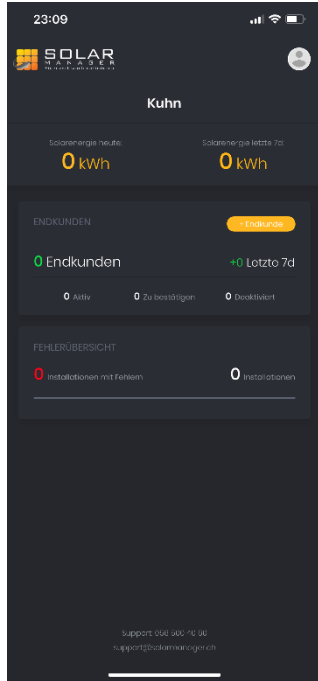 23:09
SOLAR
MANAGER
Kuhn
Solarenergie heute: Solarenergie letzte 7d:
0 kWh 0 kWh
ENDKUNDEN + Endkunde
0 Endkunden +0 Letzte 7d
0 Aktiv 0 Zu bestätigen 0 Deaktiviert
FEHLERÜBERSICHT
0 Installationen mit Fehlern 0 Installationen
Support:
support@solarmanager.ch